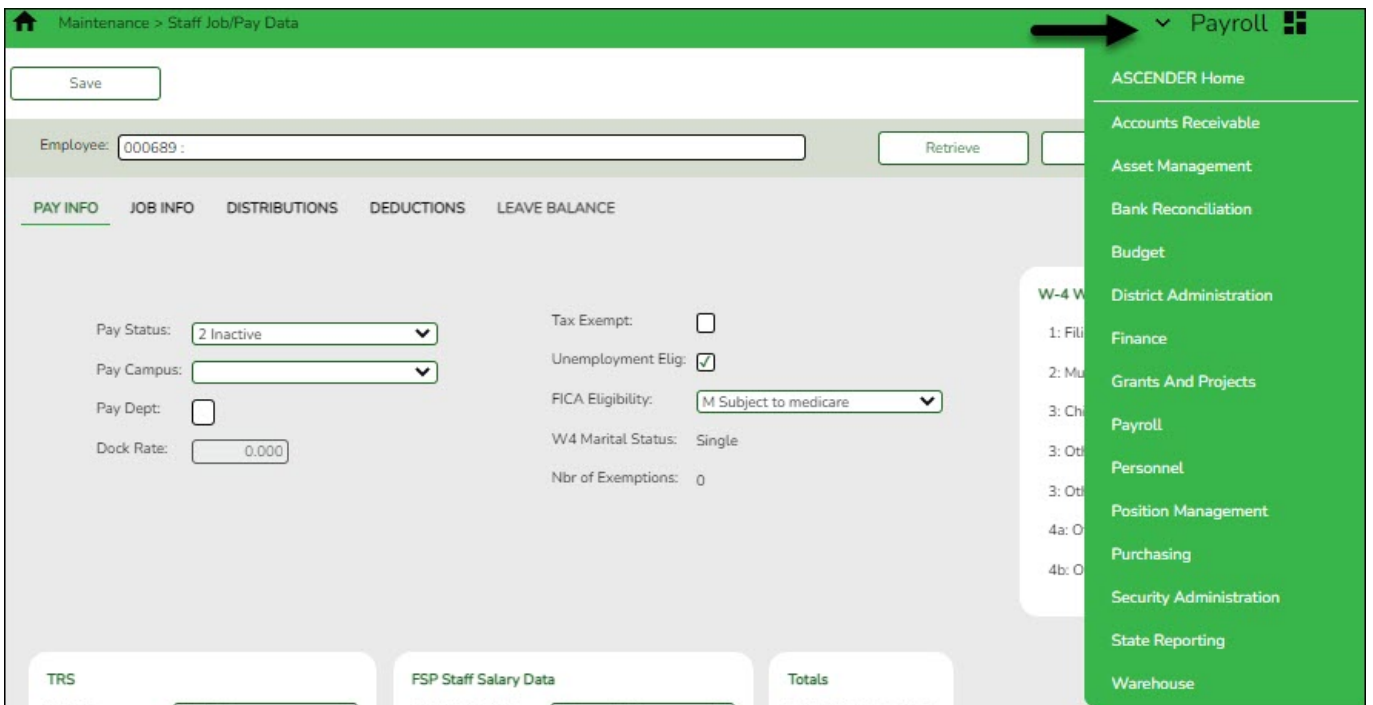 Maintenance > Staff Job/Pay Data
Payroll
Save
Employee: 000689 :
Retrieve
PAY INFO JOB INFO DISTRIBUTIONS DEDUCTIONS LEAVE BALANCE
Pay Status: 2 Inactive
Pay Campus:
Pay Dept:
Dock Rate: 0.000
Tax Exempt:
Unemployment Elig:
FICA Eligibility: M Subject to medicare
W4 Marital Status: Single
Nbr of Exemptions: 0
W-4 W
1: Fili
2: Mu
3: Chi
3: Oth
3: Oth
4a: O
4b: O
TRS
FSP Staff Salary Data
Totals
ASCENDER Home
Accounts Receivable
Asset Management
Bank Reconciliation
Budget
District Administration
Finance
Grants And Projects
Payroll
Personnel
Position Management
Purchasing
Security Administration
State Reporting
Warehouse